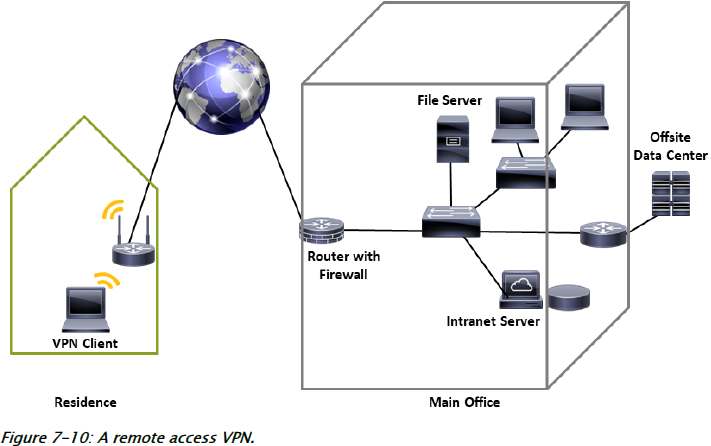 File Server
Offsite
Data Center
Router with
Firewall
Intranet Server
VPN Client
Residence
Main Office
Figure 7-10: A remote access VPN.